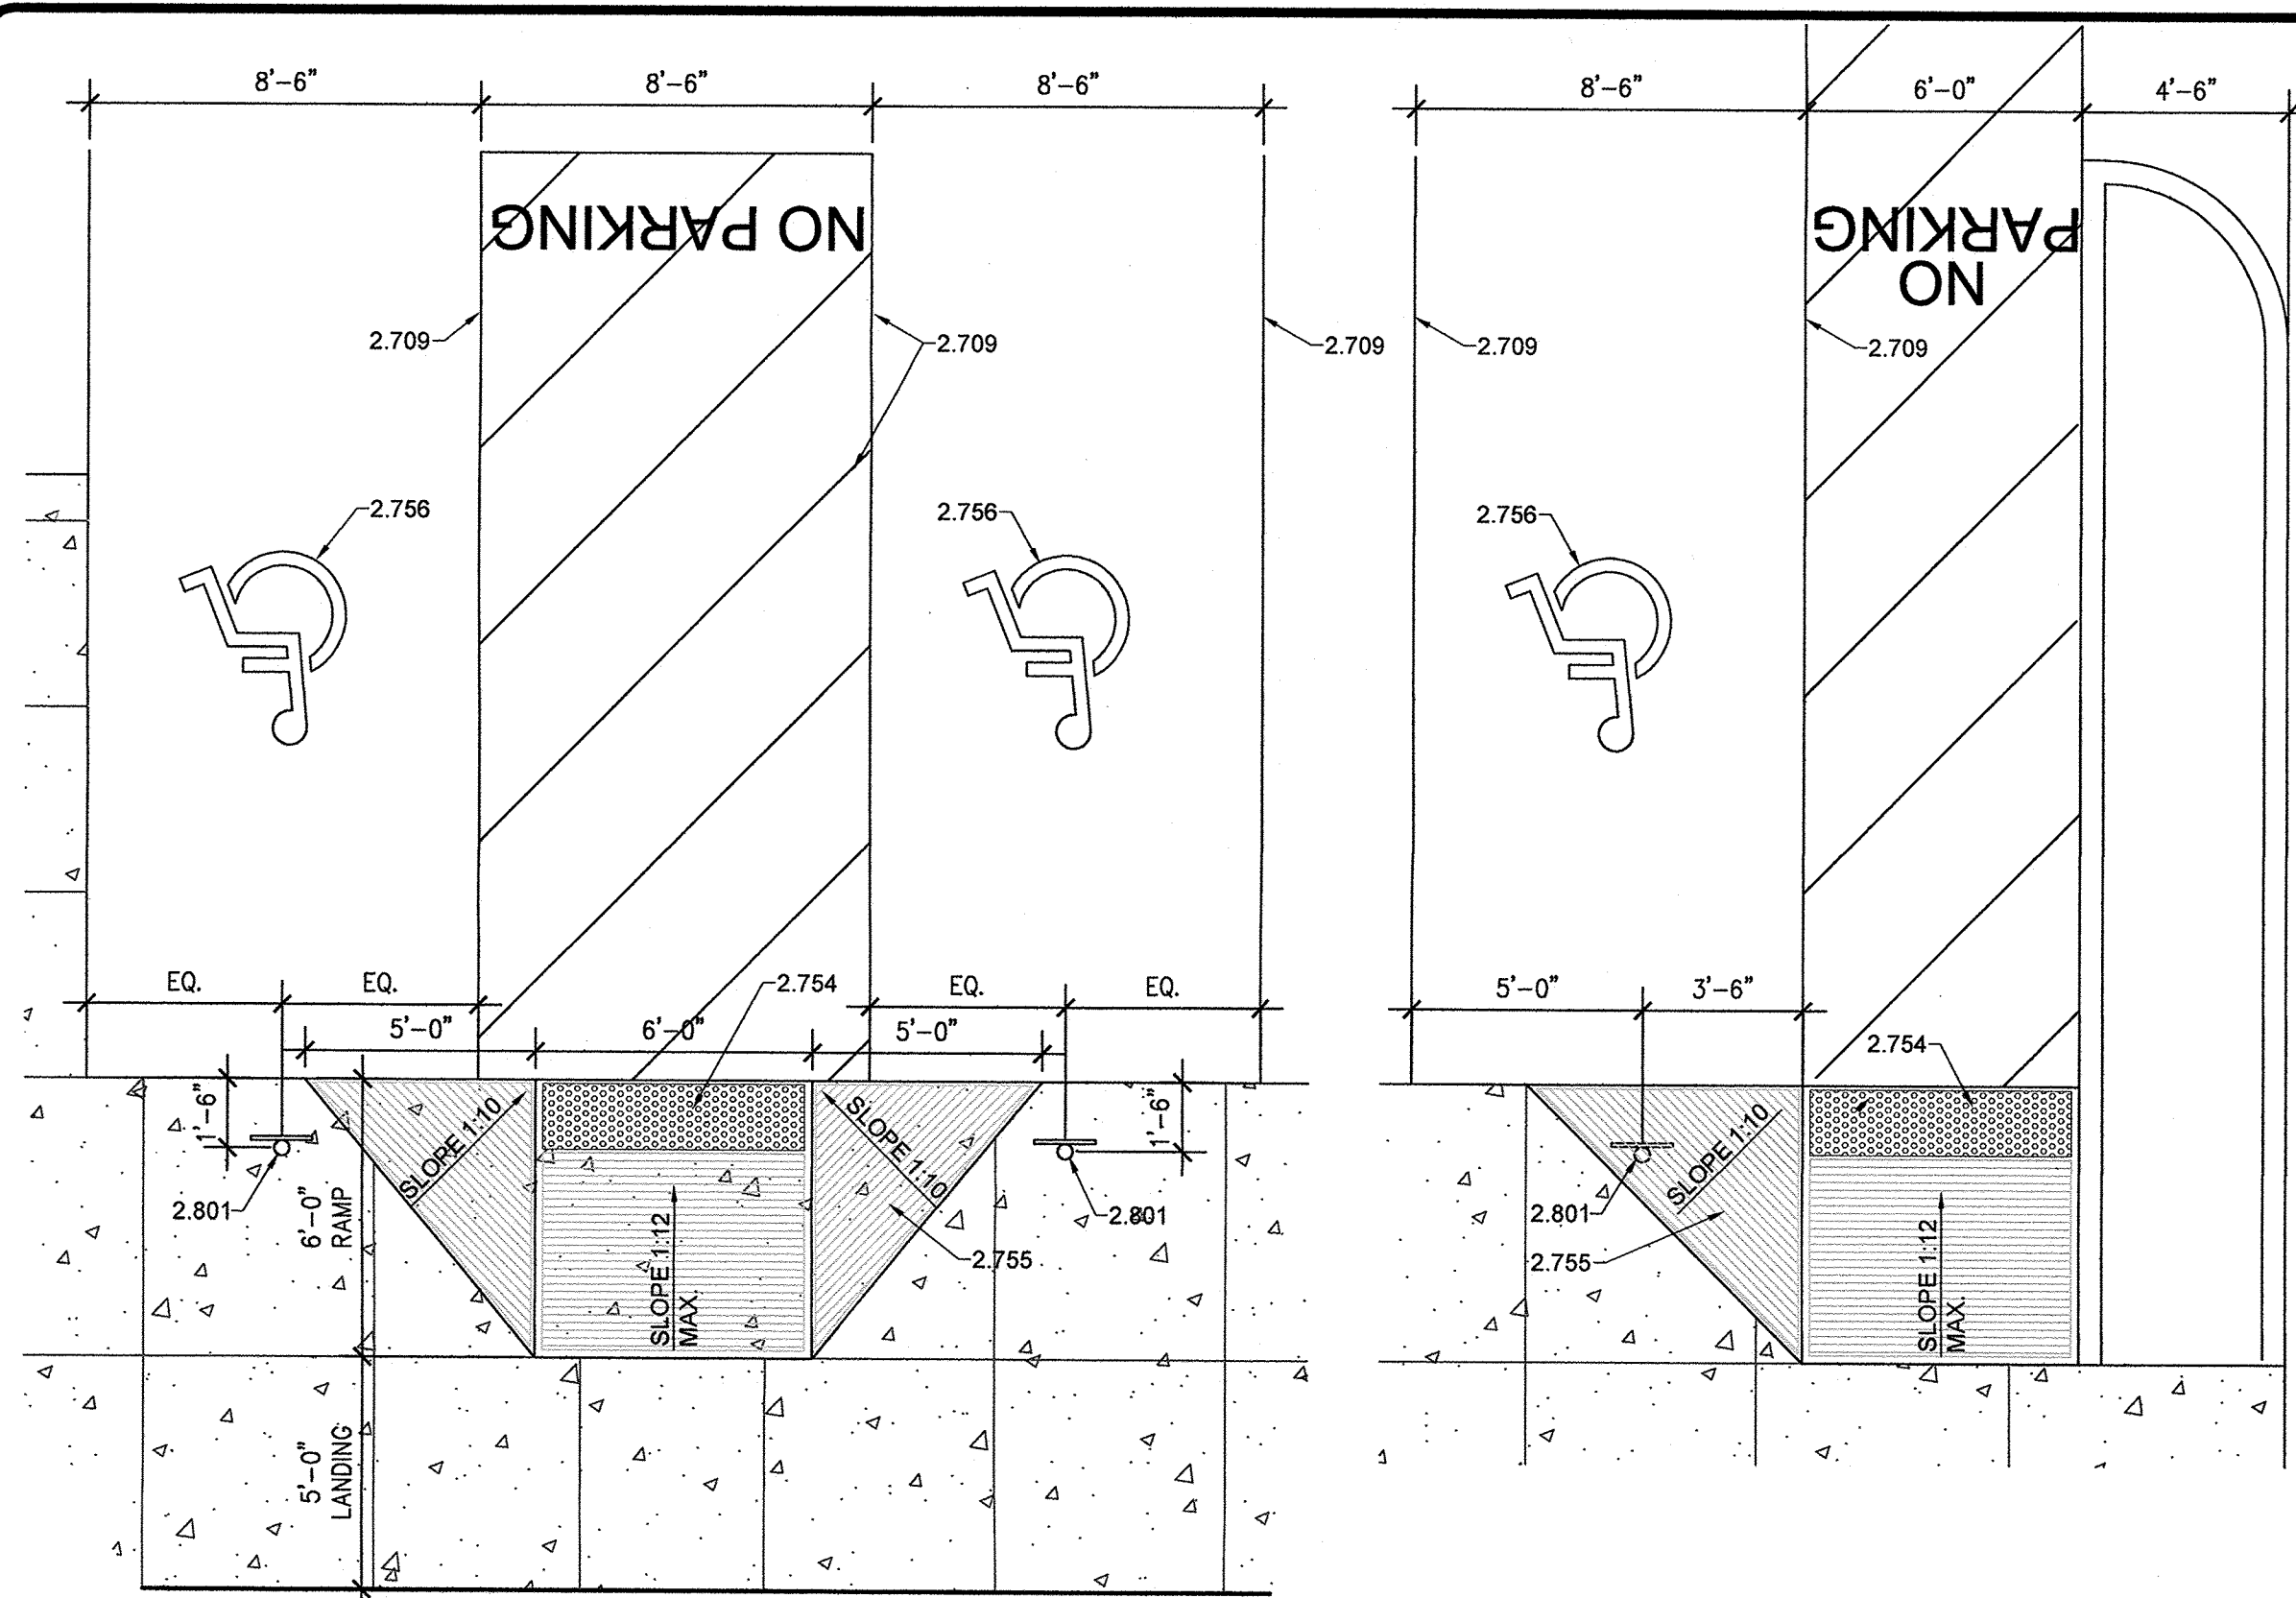 8'-6" 8'-6" 8'-6" 8'-6" 6'-0" 4'-6"
NO PARKING
NO
PARKING
2.709 2.709 2.709 2.709 2.709
2.756 2.756 2.756
EQ. EQ. 2.754 EQ. EQ. 5'-0" 3'-6"
5'-0" 6'-0" 5'-0" 2.754
1'-6" SLOPE 1:10 SLOPE 1:10 1'-6" SLOPE 1:10
2.801 2.801 2.801
6'-0"
RAMP
SLOPE 1:12
MAX.
2.755 2.755
SLOPE 1:12
MAX.
5'-0"
LANDING